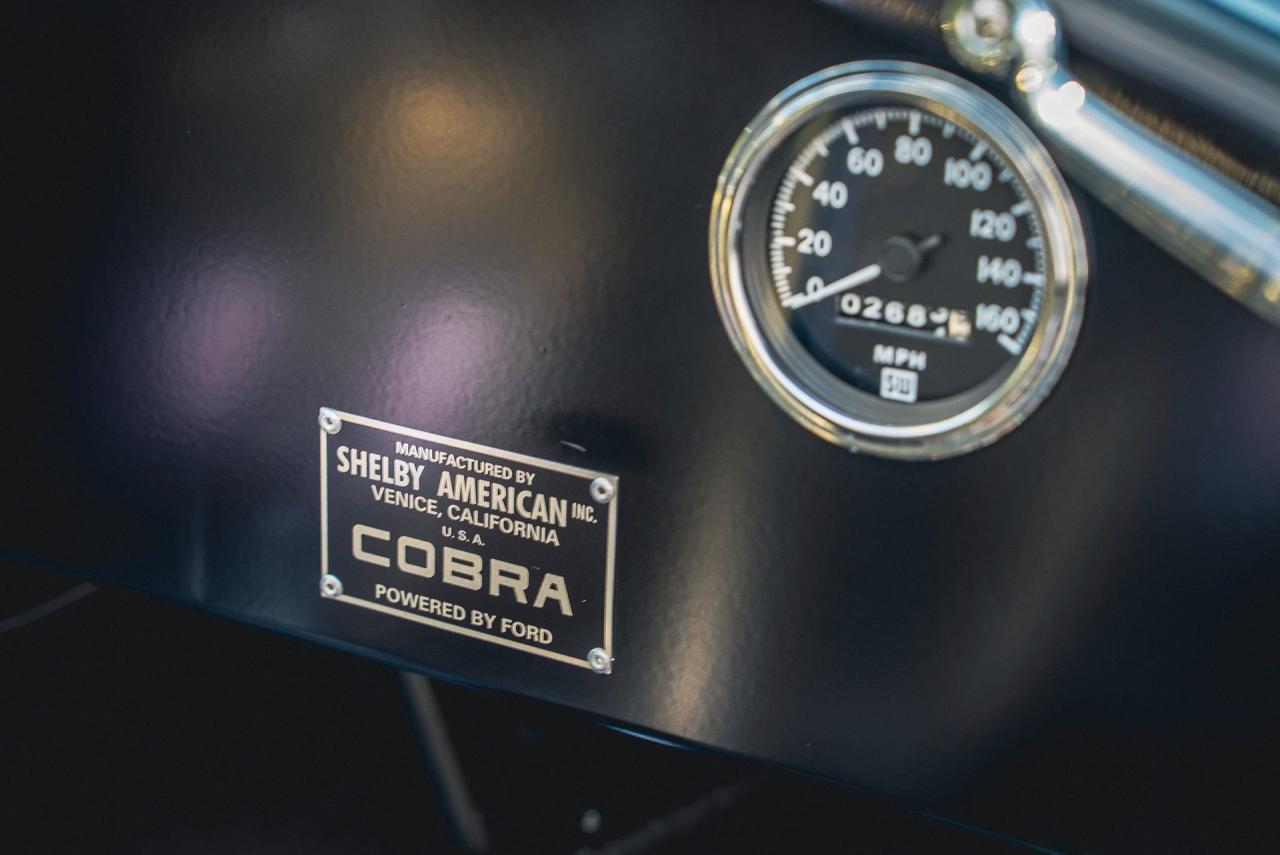 MANUFACTURED BY
SHELBY AMERICAN INC.
VENICE, CALIFORNIA
U.S.A.
COBRA
POWERED BY FORD
0
20
40
60
80
100
120
140
160
MPH